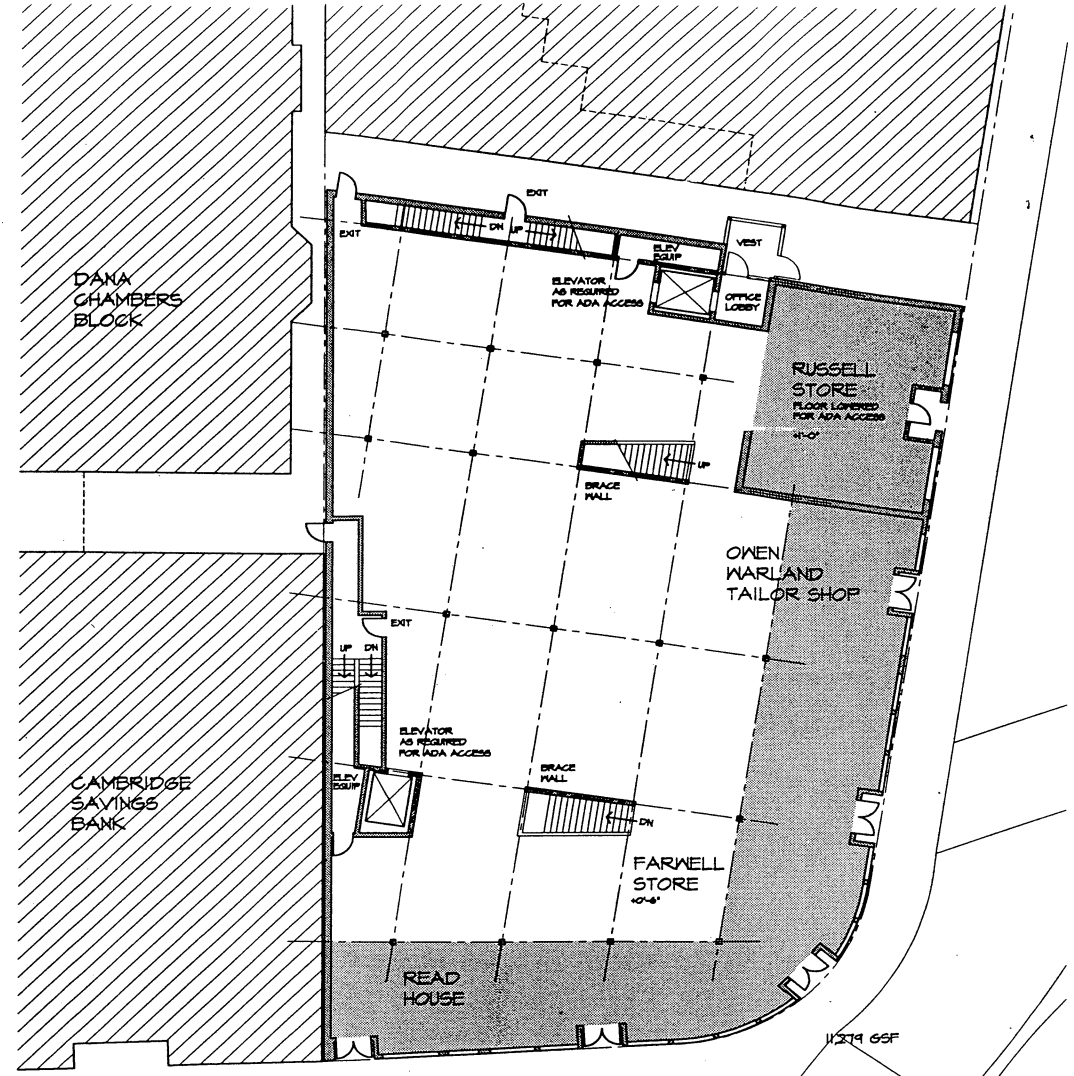 EXIT
EXIT
DN UP
VEST
ELEV
EQUIP
ELEVATOR
AS REQUIRED
FOR ADA ACCESS
OFFICE
LOBBY
DANA
CHAMBERS
BLOCK
RUSSELL
STORE
FLOOR LOWERED
FOR ADA ACCESS
+1'-0"
UP
BRACE
WALL
OWEN
WARLAND
TAILOR SHOP
EXIT
UP DN
ELEVATOR
AS REQUIRED
FOR ADA ACCESS
ELEV
EQUIP
BRACE
WALL
CAMBRIDGE
SAVINGS
BANK
DN
FARWELL
STORE
+0'-6"
READ
HOUSE
11,279 GSF